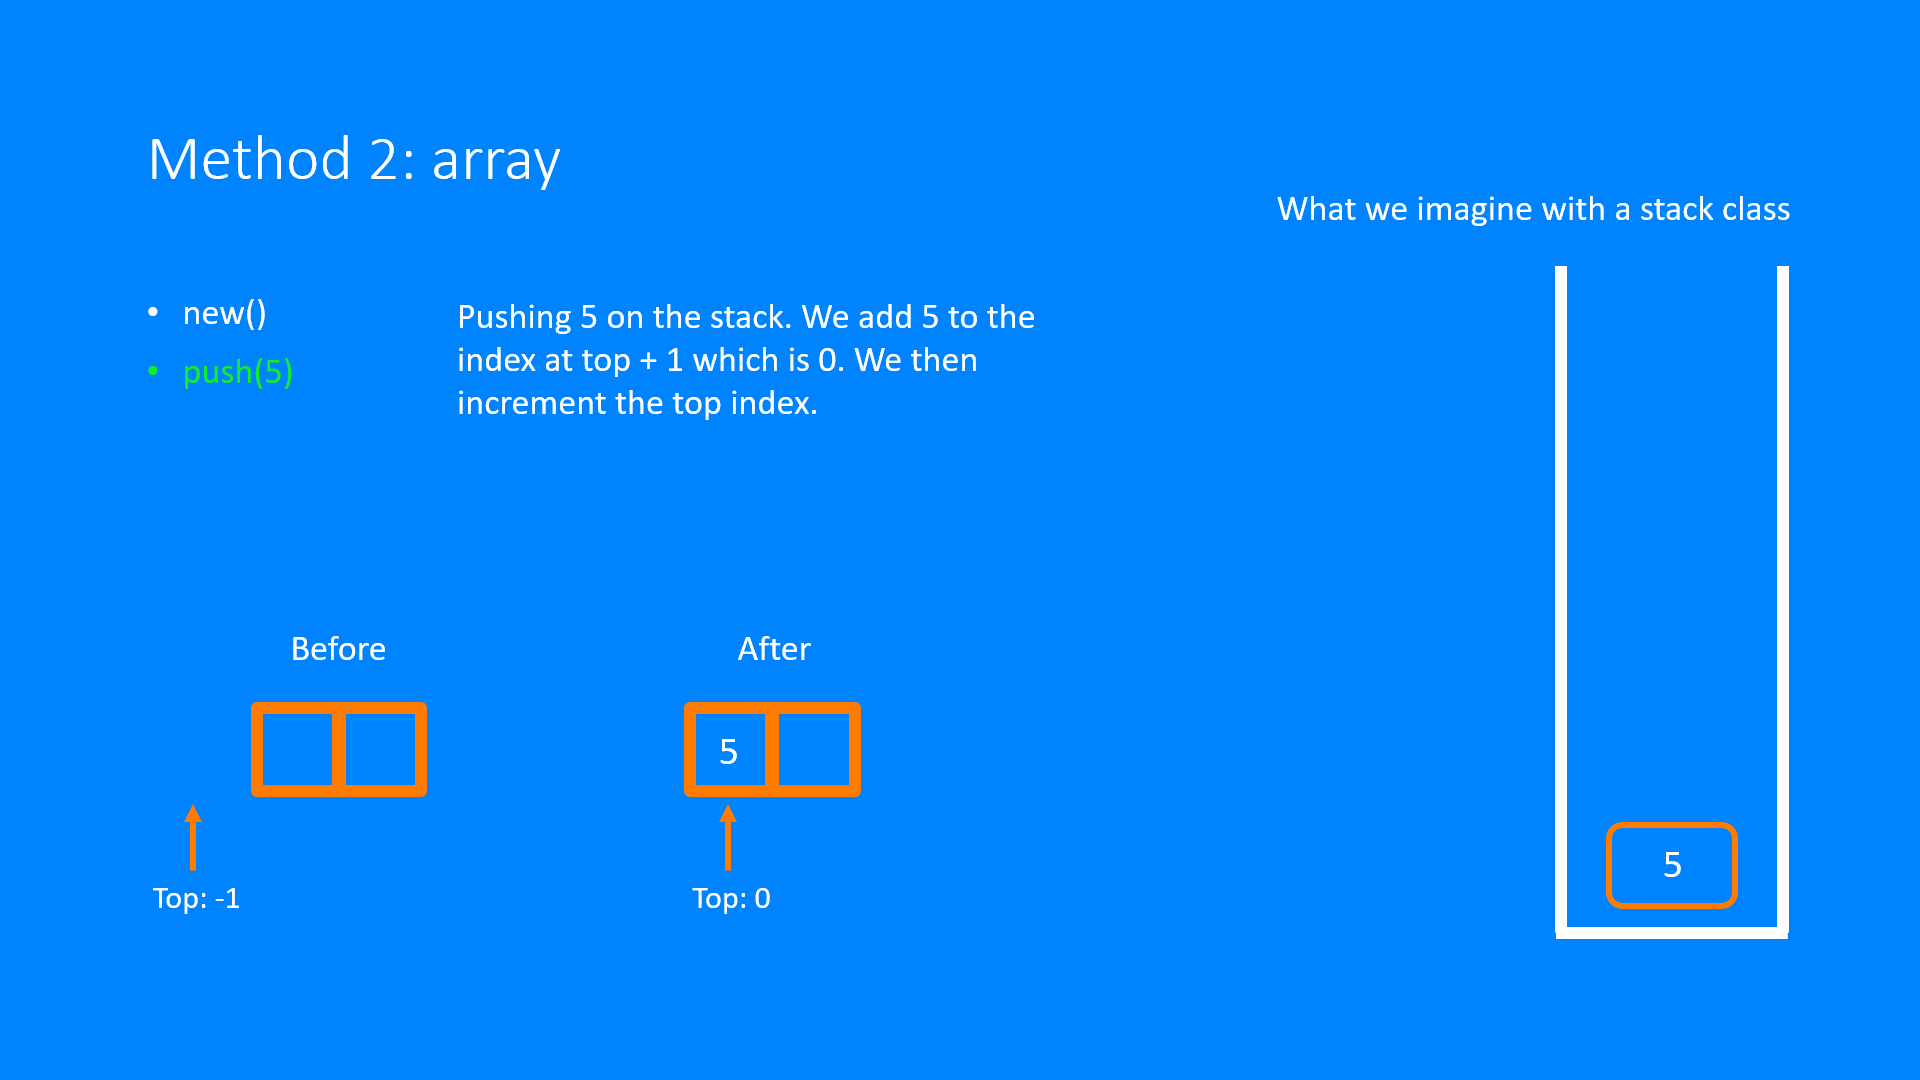 Method 2: array
What we imagine with a stack class
• new()
• push(5)
Pushing 5 on the stack. We add 5 to the
index at top + 1 which is 0. We then
increment the top index.
Before
After
5
Top: -1
Top: 0
5